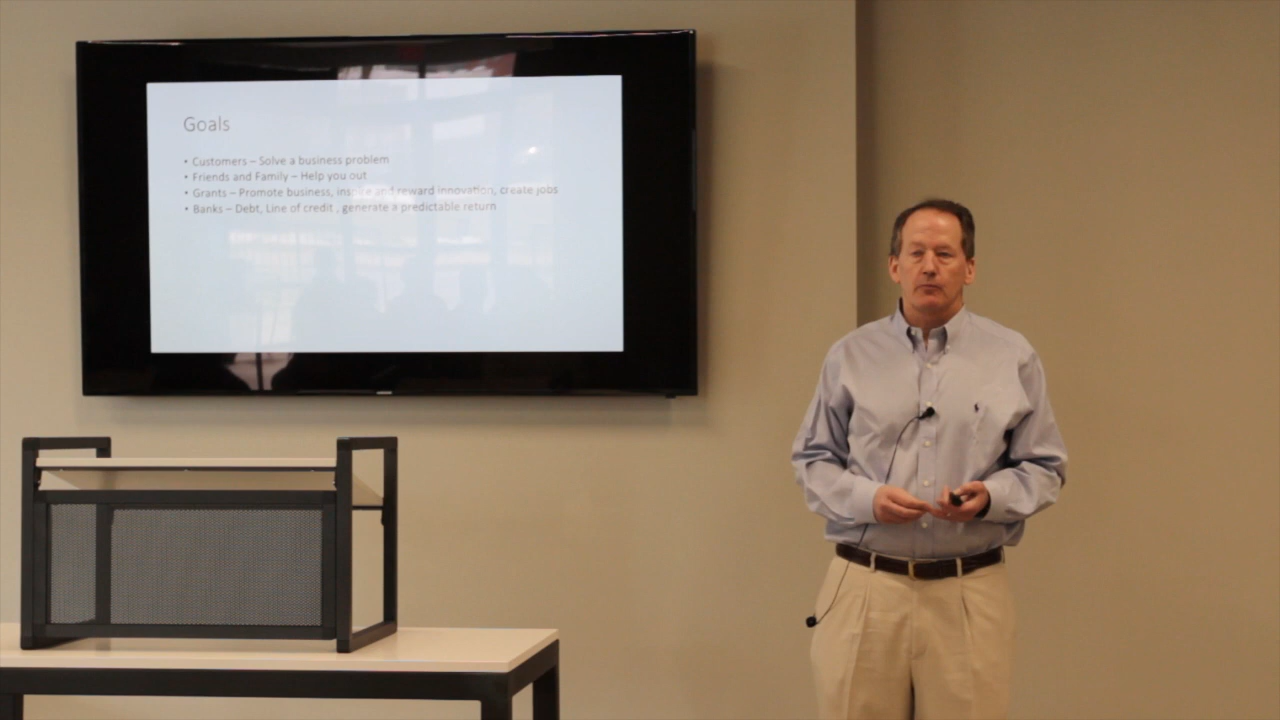 Goals
• Customers – Solve a business problem
• Friends and Family – Help you out
• Grants – Promote business, inspire and reward innovation, create jobs
• Banks – Debt, Line of credit , generate a predictable return